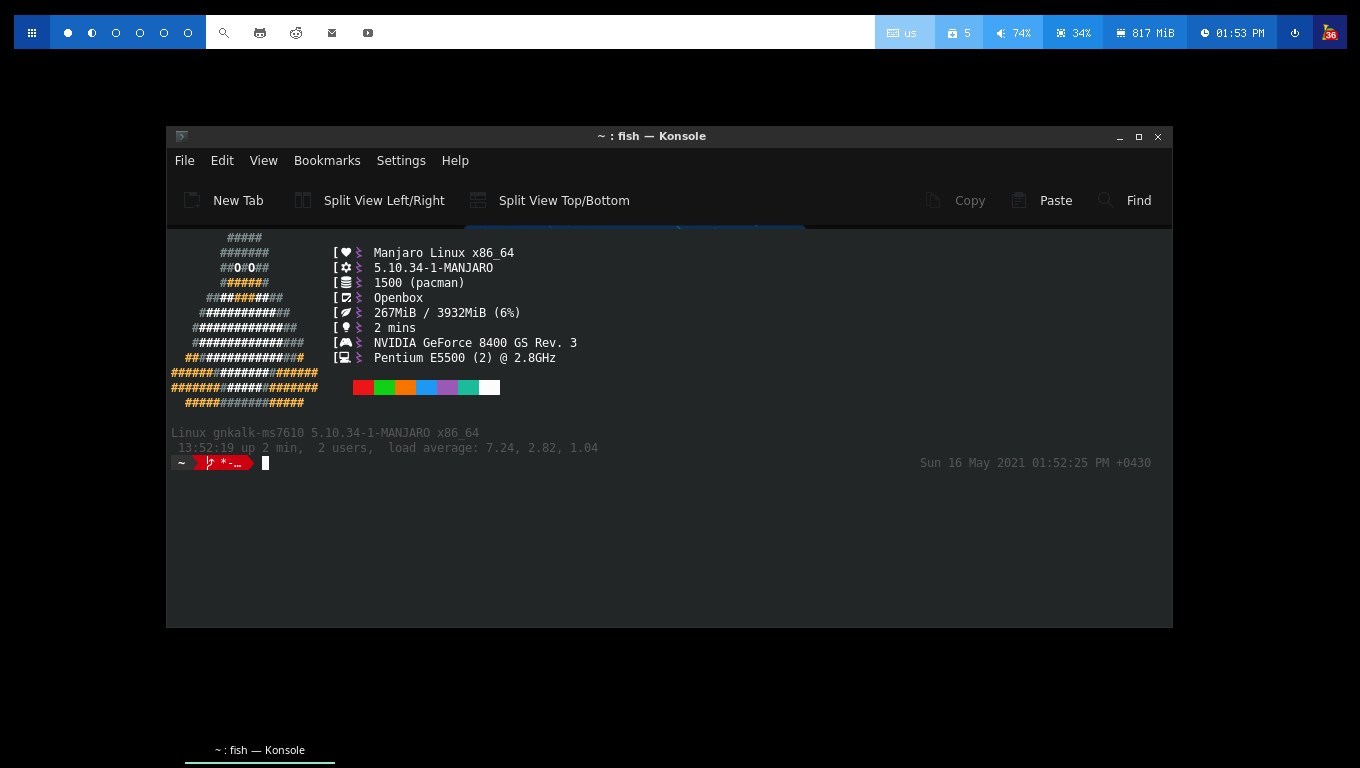 us 5 74% 34% 817 MiB 01:53 PM 36
~ : fish — Konsole
File Edit View Bookmarks Settings Help
New Tab Split View Left/Right Split View Top/Bottom Copy Paste Find
#####
#######
##O#O##
#######
###########
#############
###############
################
#################
#####################
#####################
#################
[ Manjaro Linux x86_64
[ 5.10.34-1-MANJARO
[ 1500 (pacman)
[ Openbox
[ 267MiB / 3932MiB (6%)
[ 2 mins
[ NVIDIA GeForce 8400 GS Rev. 3
[ Pentium E5500 (2) @ 2.8GHz
Linux gnkalk-ms7610 5.10.34-1-MANJARO x86_64
13:52:19 up 2 min, 2 users, load average: 7.24, 2.82, 1.04
~ *-… Sun 16 May 2021 01:52:25 PM +0430
~ : fish — Konsole